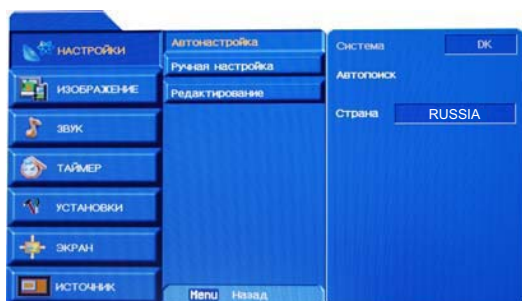 НАСТРОЙКИ
ИЗОБРАЖЕНИЕ
ЗВУК
ТАЙМЕР
УСТАНОВКИ
ЭКРАН
ИСТОЧНИК
Автонастройка
Ручная настройка
Редактирование
Menu Назад
Система DK
Автопоиск
Страна RUSSIA